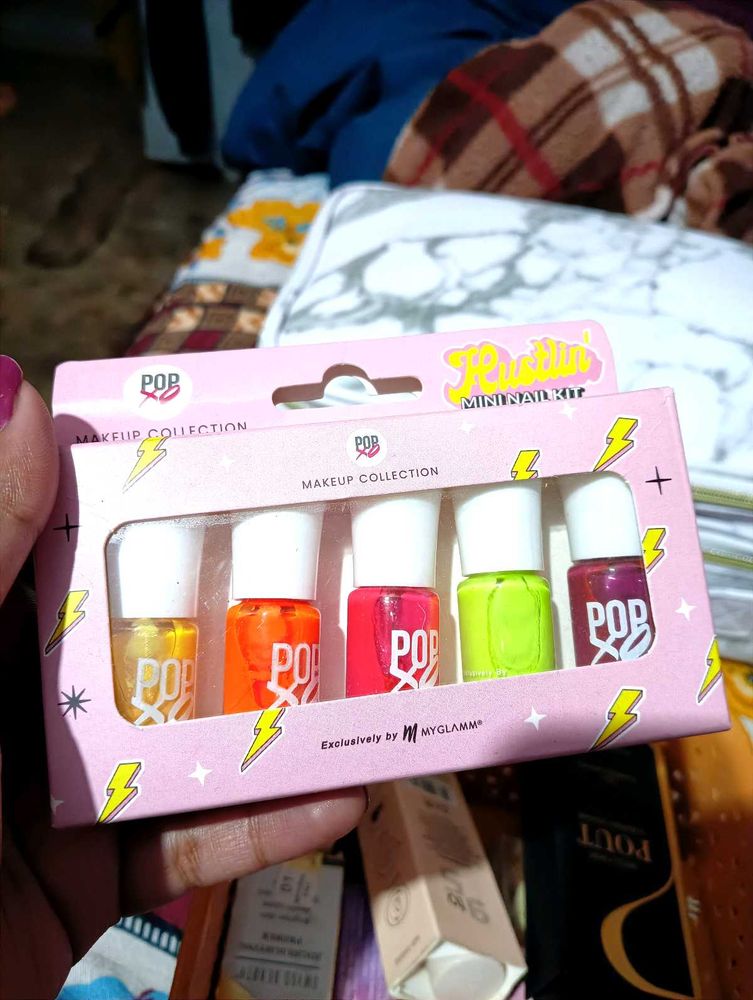 POP
XO
MAKEUP COLLECTION
Hustlin'
MINI NAIL KIT
POP
XO
MAKEUP COLLECTION
POP
XO
POP
XO
POP
XO
POP
XO
Exclusively by M MYGLAMM®
POUT